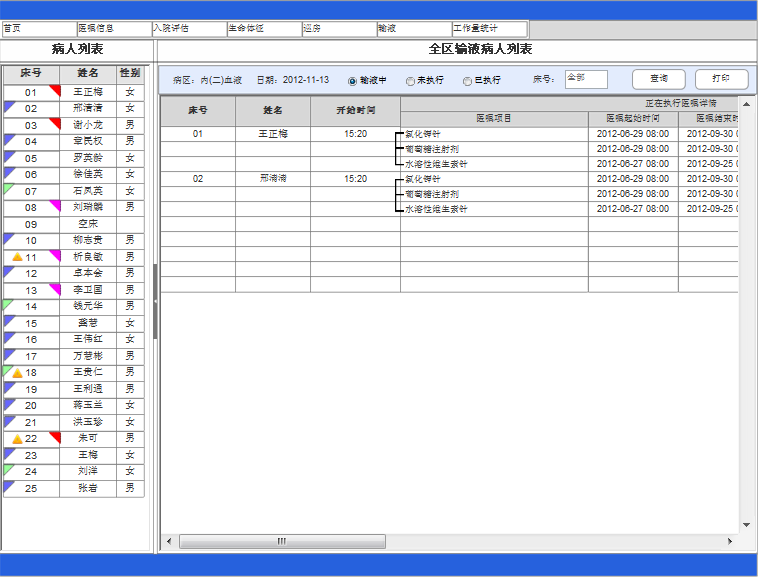 首页 医嘱信息 入院评估 生命体征 巡房 输液 工作量统计
病人列表
床号 姓名 性别
01 王正梅 女
02 邢清清 女
03 谢小龙 男
04 章民权 男
05 罗英龄 女
06 徐佳英 女
07 石凤英 女
08 刘瑞麟 男
09 空床
10 柳志贵 男
11 析良敏 男
12 卓本会 男
13 李卫国 男
14 钱元华 男
15 龚慧 女
16 王伟红 女
17 万慧彬 男
18 王贵仁 男
19 王利通 男
20 蒋玉兰 女
21 洪玉珍 女
22 朱可 男
23 王梅 女
24 刘洋 女
25 张岩 男
全区输液病人列表
病区: 内(二)血液 日期: 2012-11-13 输液中 未执行 已执行 床号: 全部 查询 打印
床号 姓名 开始时间 正在执行医嘱详情
医嘱项目 医嘱起始时间 医嘱结束时
01 王正梅 15:20 氯化钾针 2012-06-29 08:00 2012-09-30 0
葡萄糖注射剂 2012-06-29 08:00 2012-09-30 0
水溶性维生素针 2012-06-27 08:00 2012-09-25 0
02 邢清清 15:20 氯化钾针 2012-06-29 08:00 2012-09-30 0
葡萄糖注射剂 2012-06-29 08:00 2012-09-30 0
水溶性维生素针 2012-06-27 08:00 2012-09-25 0